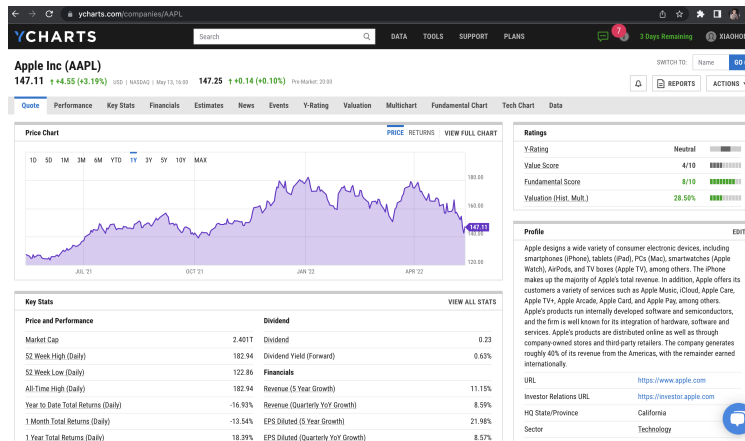 ycharts.com/companies/AAPL
YCHARTS
Search
DATA TOOLS SUPPORT PLANS
7
3 Days Remaining
Apple Inc (AAPL)
SWITCH TO: Name GO
147.11 +4.55 (+3.19%) USD | NASDAQ | May 13, 16:00 147.25 +0.14 (+0.10%) Pre-Market: 20:00
REPORTS ACTIONS
Quote Performance Key Stats Financials Estimates News Events Y-Rating Valuation Multichart Fundamental Chart Tech Chart Data
Price Chart
PRICE RETURNS VIEW FULL CHART
1D 5D 1M 3M 6M YTD 1Y 3Y 5Y 10Y MAX
180.00
160.00
147.11
140.00
120.00
JUL '21 OCT '21 JAN '22 APR '22
Key Stats VIEW ALL STATS
Price and Performance Dividend
Market Cap 2.401T Dividend 0.23
52 Week High (Daily) 182.94 Dividend Yield (Forward) 0.63%
52 Week Low (Daily) 122.86 Financials
All-Time High (Daily) 182.94 Revenue (5 Year Growth) 11.15%
Year to Date Total Returns (Daily) -16.93% Revenue (Quarterly YoY Growth) 8.59%
1 Month Total Returns (Daily) -13.54% EPS Diluted (5 Year Growth) 21.98%
1 Year Total Returns (Daily) 18.39% EPS Diluted (Quarterly YoY Growth) 8.57%
Ratings
Y-Rating Neutral
Value Score 4/10
Fundamental Score 8/10
Valuation (Hist. Mult.) 28.50%
Profile EDIT
Apple designs a wide variety of consumer electronic devices, including
smartphones (iPhone), tablets (iPad), PCs (Mac), smartwatches (Apple
Watch), AirPods, and TV boxes (Apple TV), among others. The iPhone
makes up the majority of Apple's total revenue. In addition, Apple offers its
customers a variety of services such as Apple Music, iCloud, Apple Care,
Apple TV+, Apple Arcade, Apple Card, and Apple Pay, among others.
Apple's products run internally developed software and semiconductors,
and the firm is well known for its integration of hardware, software and
services. Apple's products are distributed online as well as through
company-owned stores and third-party retailers. The company generates
roughly 40% of its revenue from the Americas, with the remainder earned
internationally.
URL https://www.apple.com
Investor Relations URL https://investor.apple.com
HQ State/Province California
Sector Technology